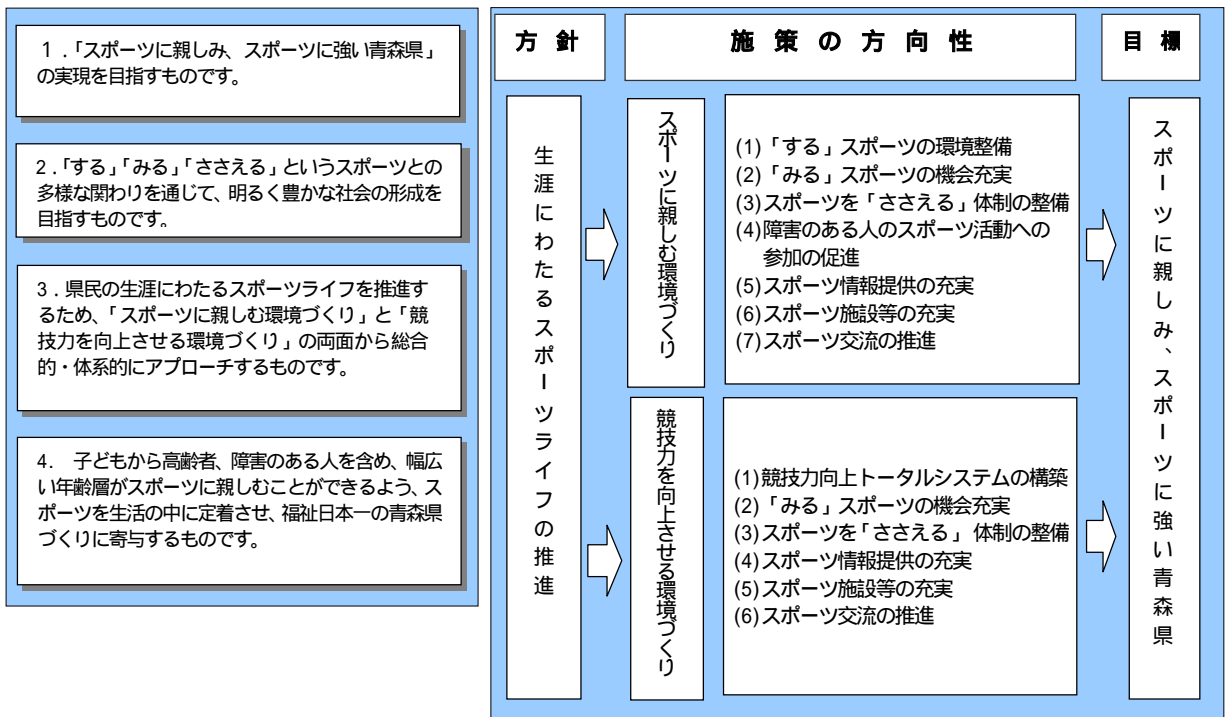 １．「スポーツに親しみ、スポーツに強い青森県」
の実現を目指すものです。
２．「する」「みる」「ささえる」というスポーツとの
多様な関わりを通じて、明るく豊かな社会の形成を
目指すものです。
３．県民の生涯にわたるスポーツライフを推進す
るため、「スポーツに親しむ環境づくり」と「競
技力を向上させる環境づくり」の両面から総合
的・体系的にアプローチするものです。
4.　子どもから高齢者、障害のある人を含め、幅広
い年齢層がスポーツに親しむことができるよう、ス
ポーツを生活の中に定着させ、福祉日本一の青森県
づくりに寄与するものです。
方 針
施 策 の 方 向 性
目 標
生涯にわたるスポーツライフの推進
スポーツに親しむ環境づくり
(1)「する」スポーツの環境整備
(2)「みる」スポーツの機会充実
(3)スポーツを「ささえる」体制の整備
(4)障害のある人のスポーツ活動への
参加の促進
(5)スポーツ情報提供の充実
(6)スポーツ施設等の充実
(7)スポーツ交流の推進
競技力を向上させる環境づくり
(1)競技力向上トータルシステムの構築
(2)「みる」スポーツの機会充実
(3)スポーツを「ささえる」 体制の整備
(4)スポーツ情報提供の充実
(5)スポーツ施設等の充実
(6)スポーツ交流の推進
スポーツに親しみ、スポーツに強い青森県